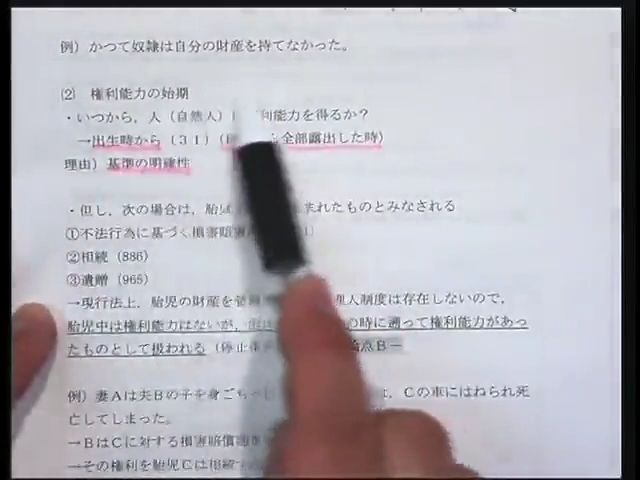 例）かつて奴隷は自分の財産を持てなかった。
(2) 権利能力の始期
・いつから，人（自然人） 利能力を得るか？
→出生時から（３１）（ 全部露出した時）
理由）基準の明確性
・但し，次の場合は，胎 まれたものとみなされる
①不法行為に基づく損害賠
②相続（886）
③遺贈（965）
→現行法上，胎児の財産を 人制度は存在しないので，
胎児中は権利能力はないが， の時に遡って権利能力があっ
たものとして扱われる（停止条 点Ｂ－
例）妻Ａは夫Ｂの子を身ご ，Ｃの車にはねられ死
亡してしまった。
→ＢはＣに対する損害賠償請
→その権利を胎児Ｃは相続